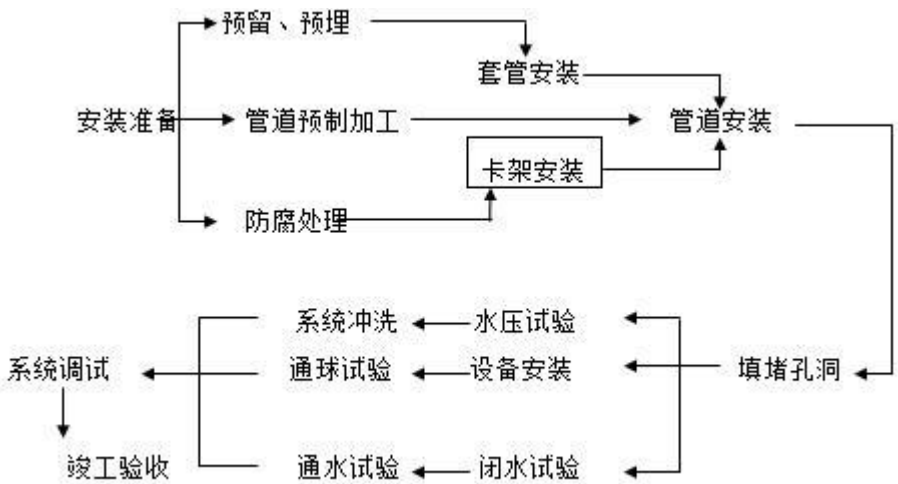 预留、预埋
套管安装
安装准备 管道预制加工 管道安装
卡架安装
防腐处理
系统冲洗 水压试验
系统调试 通球试验 设备安装 填堵孔洞
竣工验收 通水试验 闭水试验